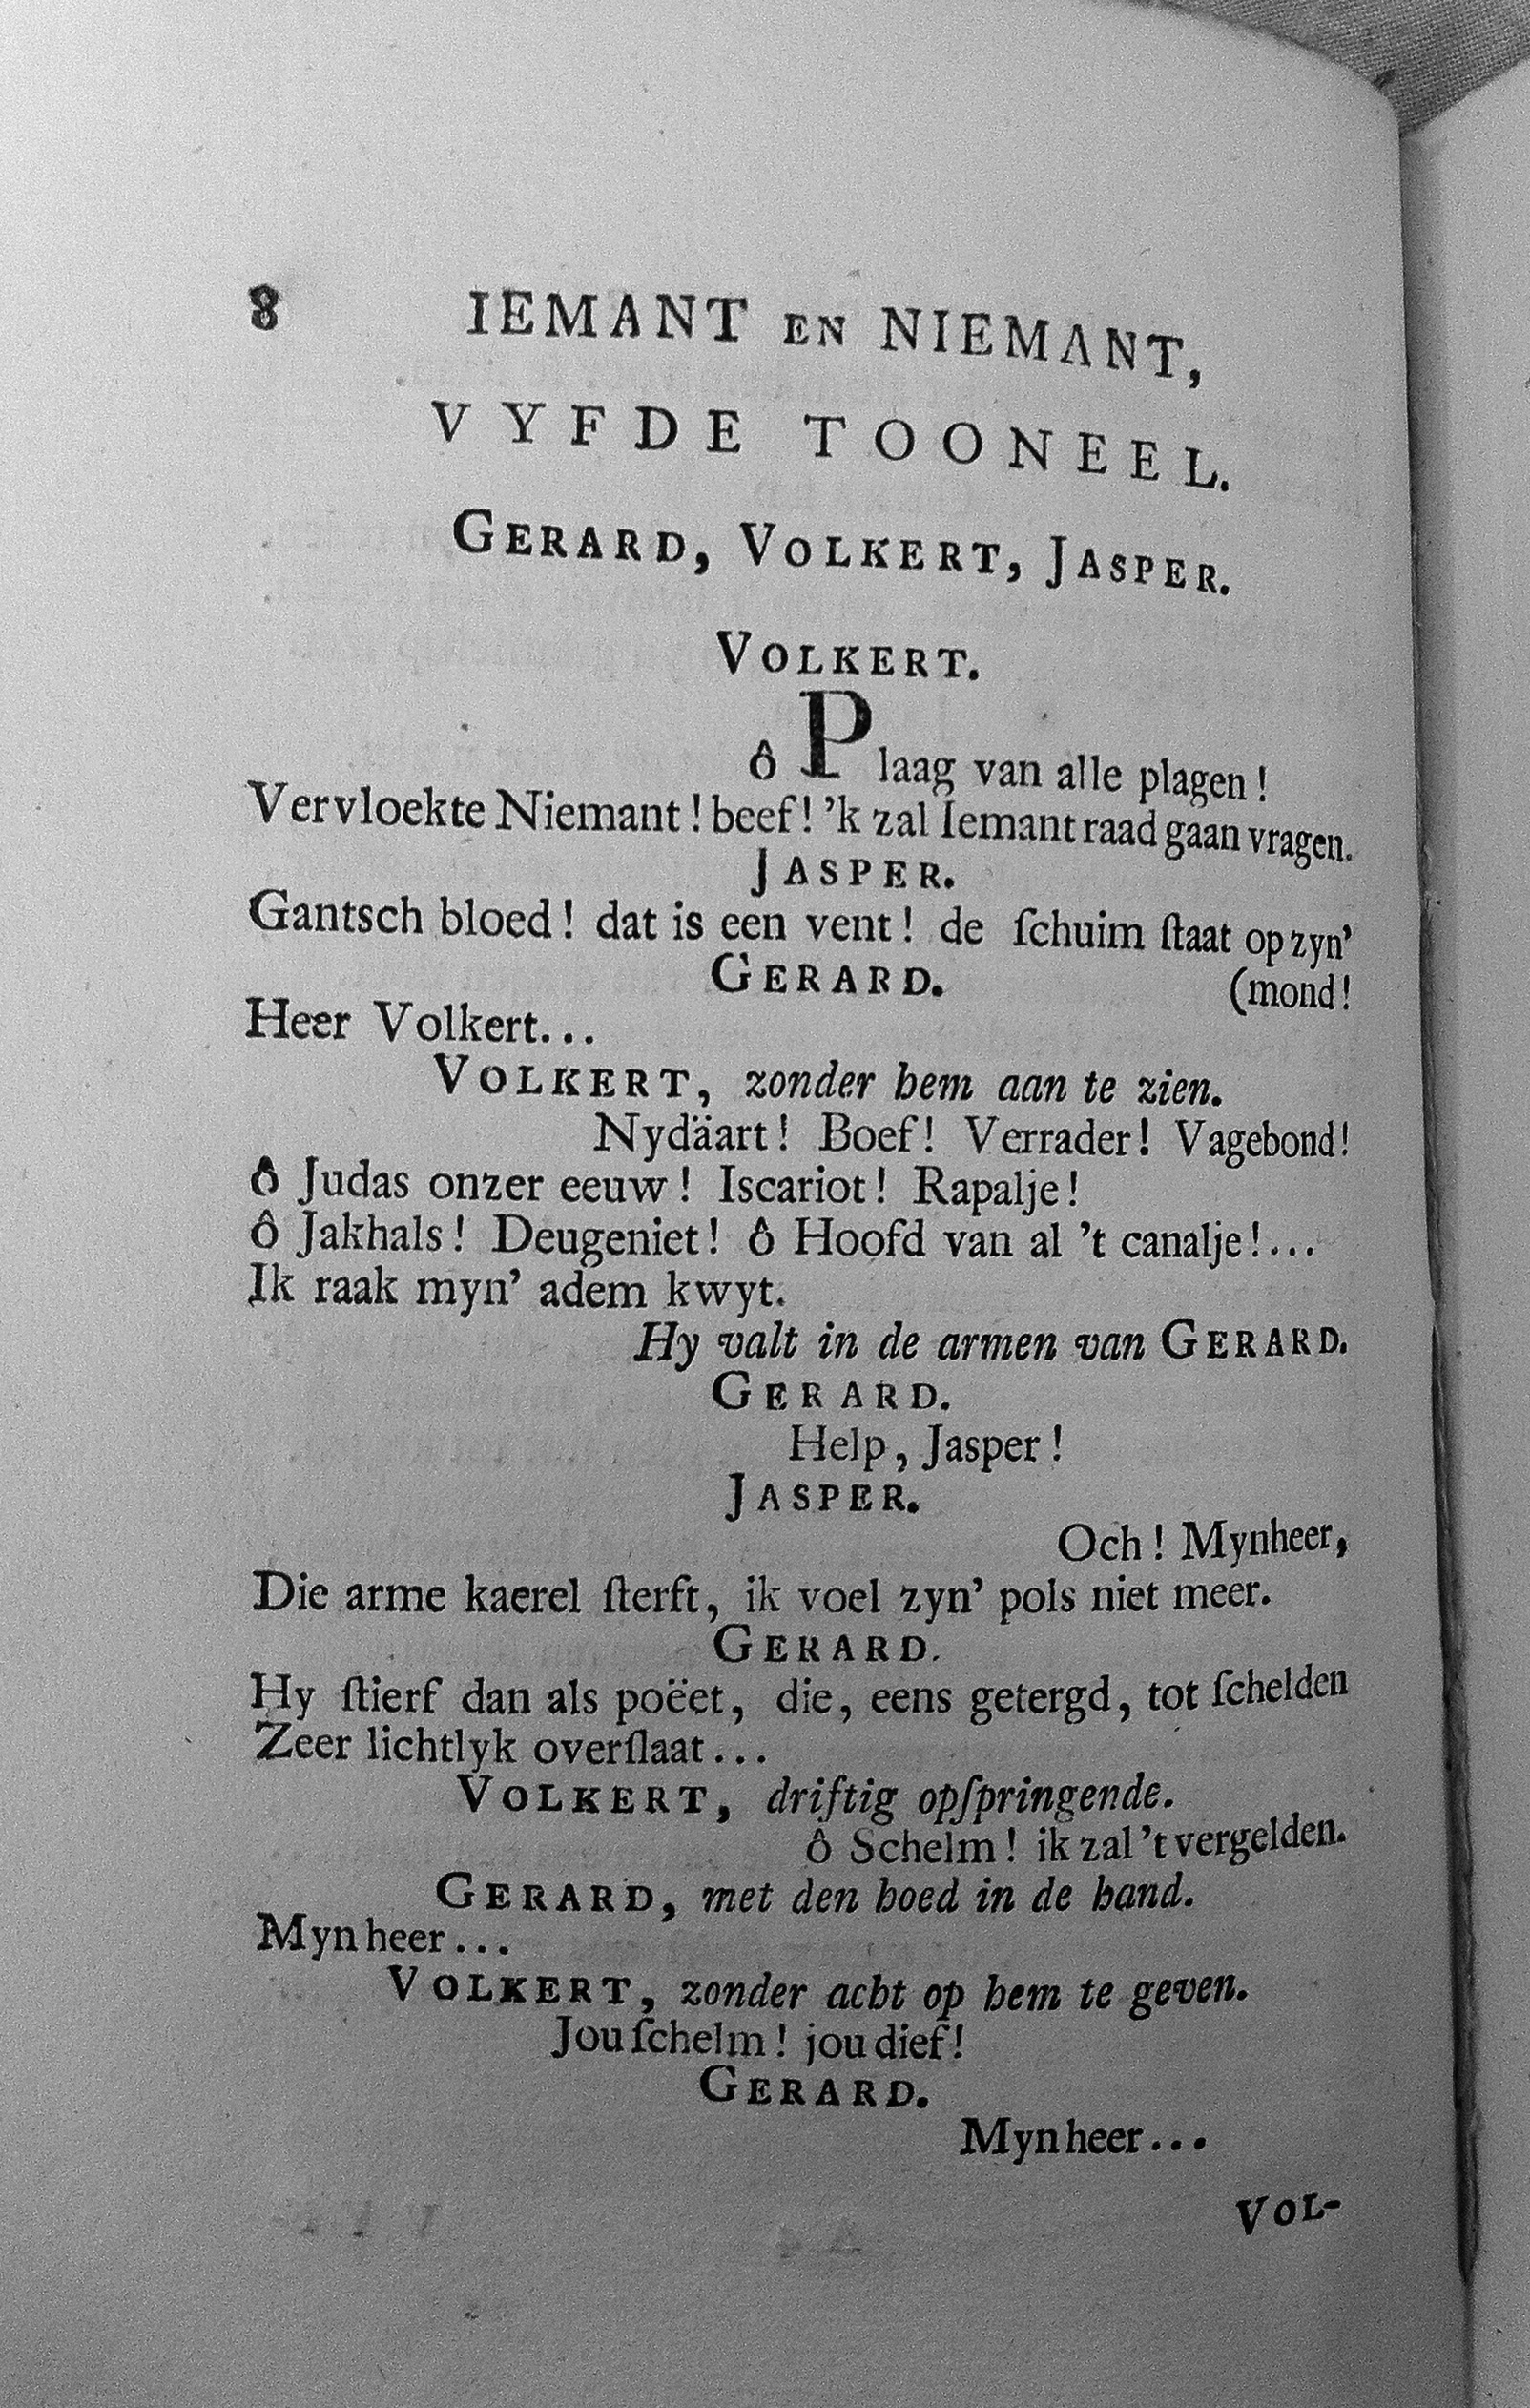 8 IEMANT EN NIEMANT,
VYFDE TOONEEL.
GERARD, VOLKERT, JASPER.
VOLKERT.
ô Plaag van alle plagen!
Vervloekte Niemant! beef! 'k zal Iemant raad gaan vragen.
JASPER.
Gantsch bloed! dat is een vent! de ſchuim ſtaat op zyn'
GERARD. (mond!
Heer Volkert...
VOLKERT, zonder hem aan te zien.
Nydäart! Boef! Verrader! Vagebond!
ô Judas onzer eeuw! Iscariot! Rapalje!
ô Jakhals! Deugeniet! ô Hoofd van al 't canalje!...
Ik raak myn' adem kwyt.
Hy valt in de armen van GERARD.
GERARD.
Help, Jasper!
JASPER.
Och! Mynheer,
Die arme kaerel ſterft, ik voel zyn' pols niet meer.
GERARD.
Hy ſtierf dan als poëet, die, eens getergd, tot ſchelden
Zeer lichtlyk overſlaat...
VOLKERT, driftig opſpringende.
ô Schelm! ik zal 't vergelden.
GERARD, met den hoed in de hand.
Mynheer...
VOLKERT, zonder acht op hem te geven.
Jou ſchelm! jou dief!
GERARD.
Mynheer...
VOL-